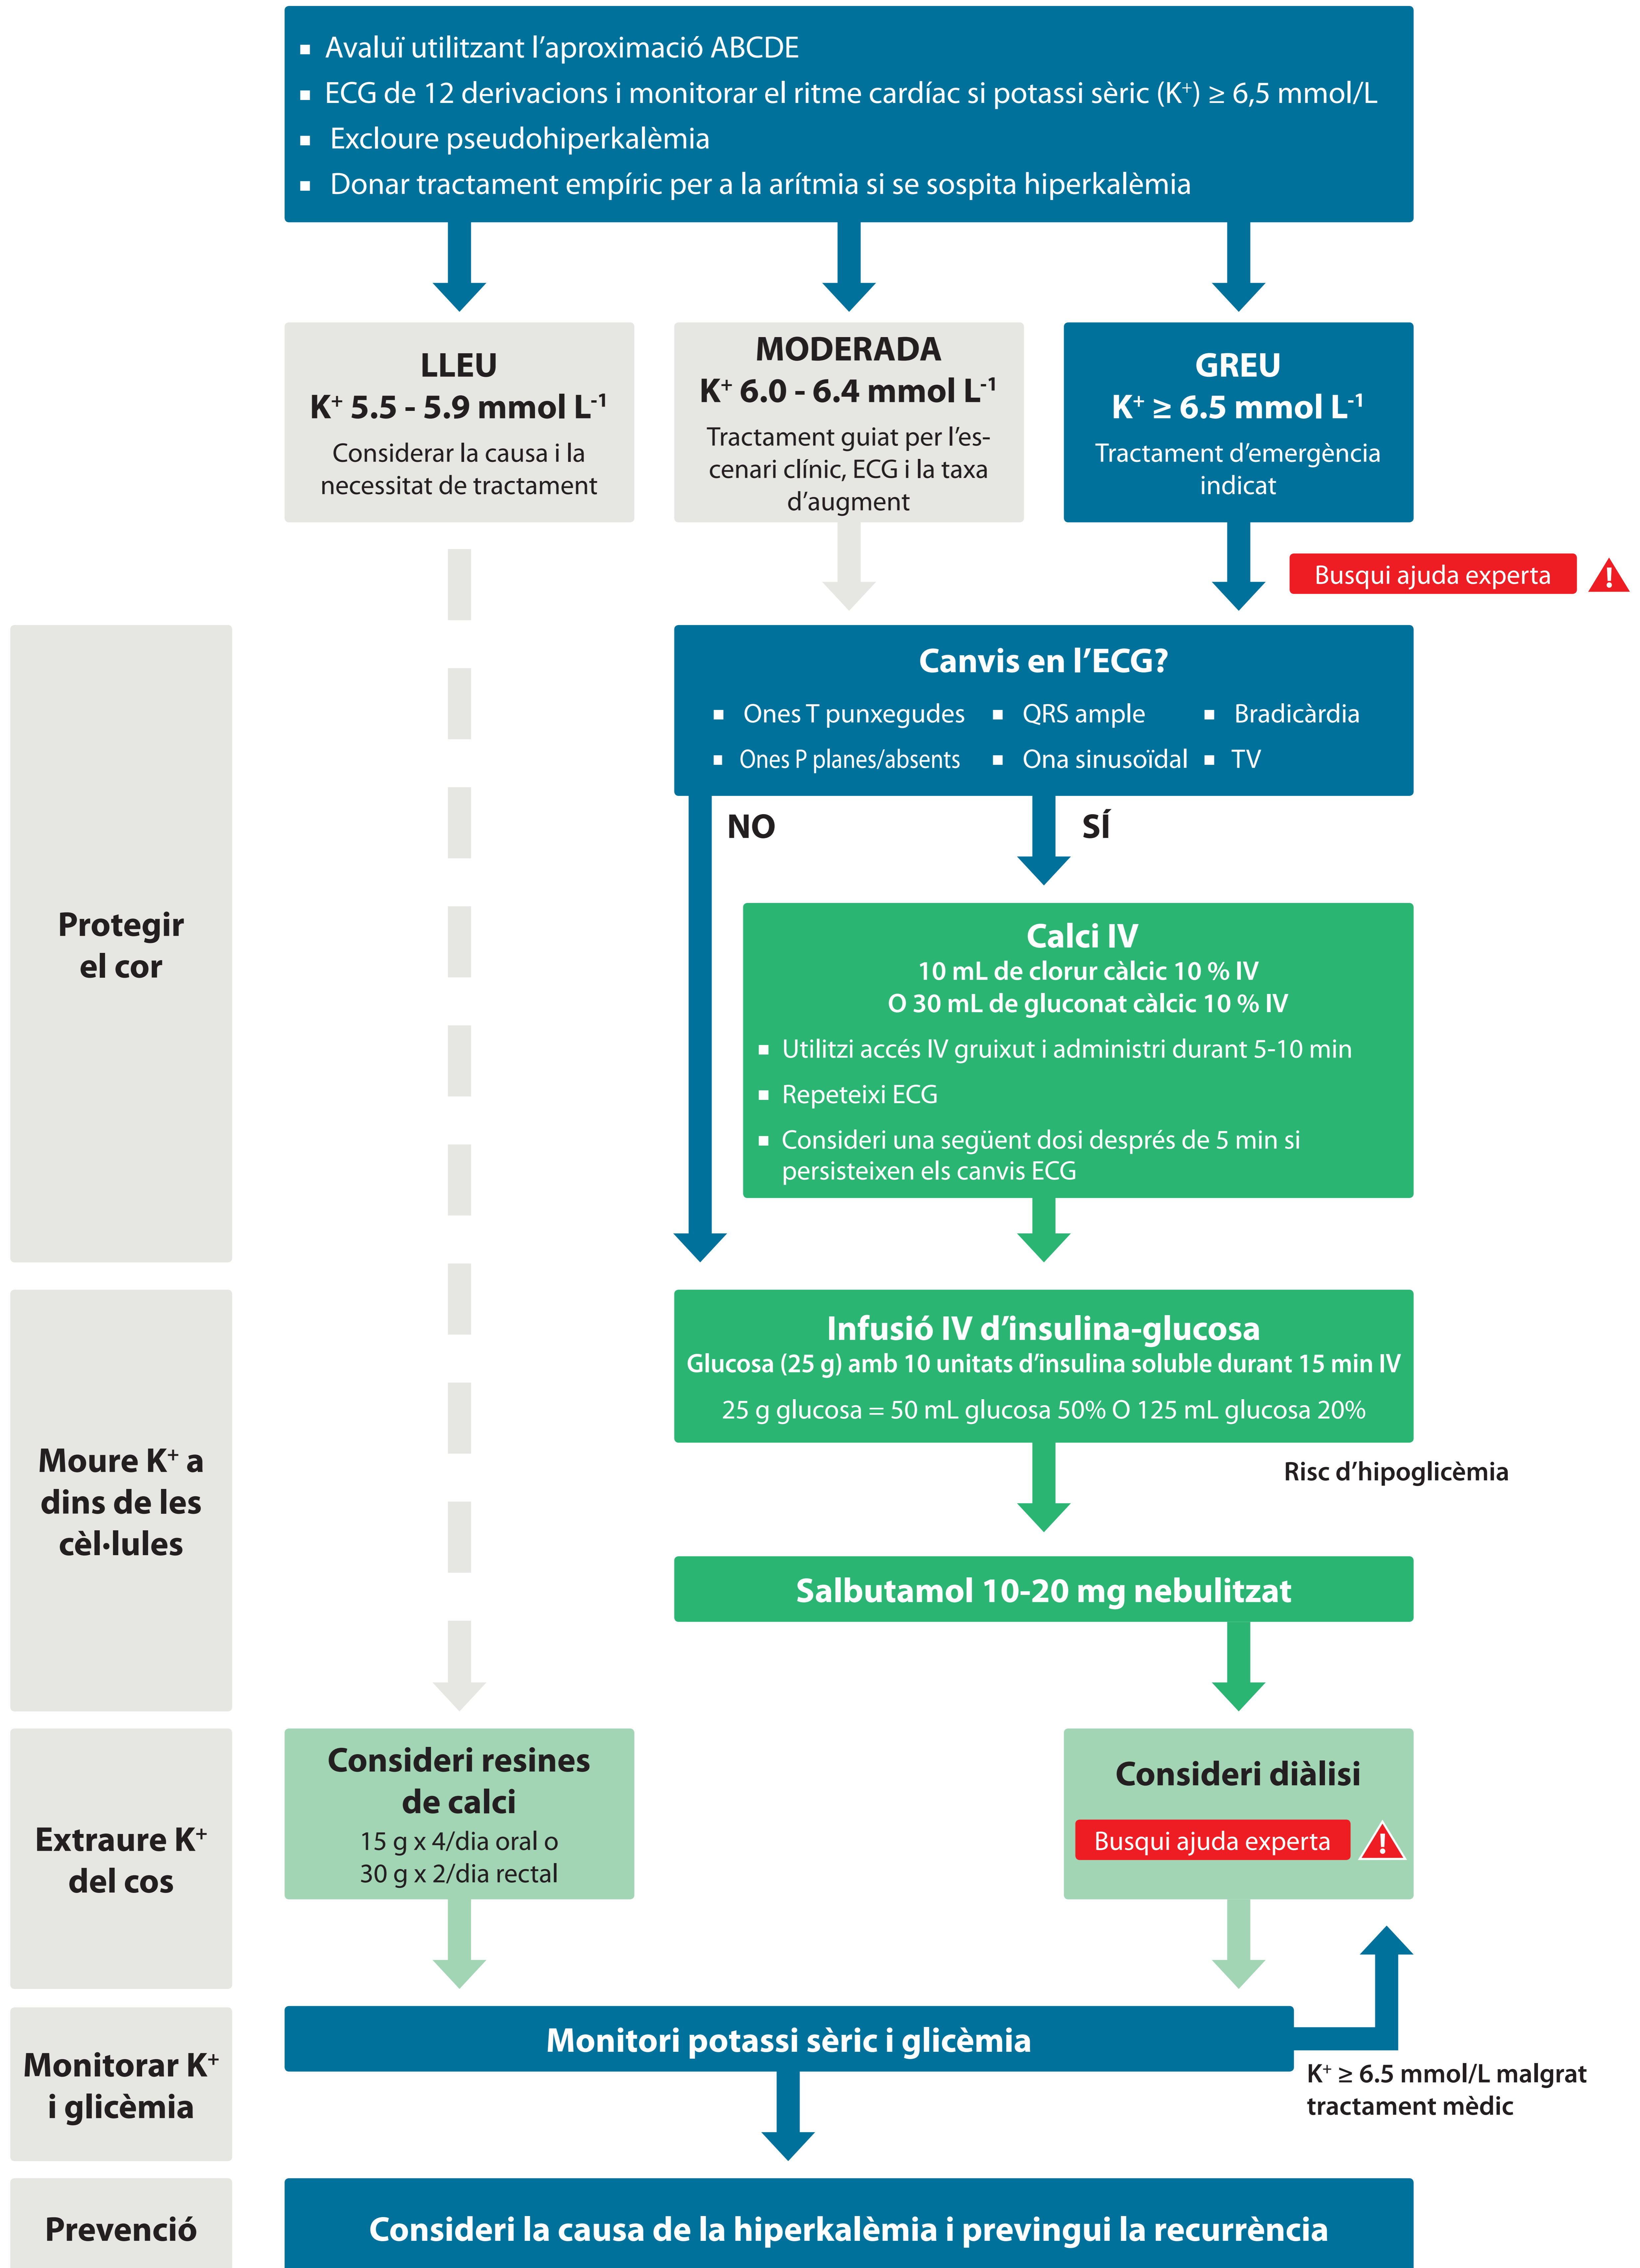 ▪ Avaluï utilitzant l’aproximació ABCDE
▪ ECG de 12 derivacions i monitorar el ritme cardíac si potassi sèric (K⁺) ≥ 6,5 mmol/L
▪ Excloure pseudohiperkalèmia
▪ Donar tractament empíric per a la arítmia si se sospita hiperkalèmia
LLEU
K⁺ 5.5 - 5.9 mmol L⁻¹
Considerar la causa i la
necessitat de tractament
MODERADA
K⁺ 6.0 - 6.4 mmol L⁻¹
Tractament guiat per l’es-
cenari clínic, ECG i la taxa
d’augment
GREU
K⁺ ≥ 6.5 mmol L⁻¹
Tractament d’emergència
indicat
Busqui ajuda experta
Protegir
el cor
Canvis en l’ECG?
▪ Ones T punxegudes ▪ QRS ample ▪ Bradicàrdia
▪ Ones P planes/absents ▪ Ona sinusoïdal ▪ TV
NO
SÍ
Calci IV
10 mL de clorur càlcic 10 % IV
O 30 mL de gluconat càlcic 10 % IV
▪ Utilitzi accés IV gruixut i administri durant 5-10 min
▪ Repeteixi ECG
▪ Consideri una següent dosi després de 5 min si
persisteixen els canvis ECG
Moure K⁺ a
dins de les
cèl·lules
Infusió IV d’insulina-glucosa
Glucosa (25 g) amb 10 unitats d’insulina soluble durant 15 min IV
25 g glucosa = 50 mL glucosa 50% O 125 mL glucosa 20%
Risc d’hipoglicèmia
Salbutamol 10-20 mg nebulitzat
Extraure K⁺
del cos
Consideri resines
de calci
15 g x 4/dia oral o
30 g x 2/dia rectal
Consideri diàlisi
Busqui ajuda experta
Monitorar K⁺
i glicèmia
Monitori potassi sèric i glicèmia
K⁺ ≥ 6.5 mmol/L malgrat
tractament mèdic
Prevenció
Consideri la causa de la hiperkalèmia i previngui la recurrència